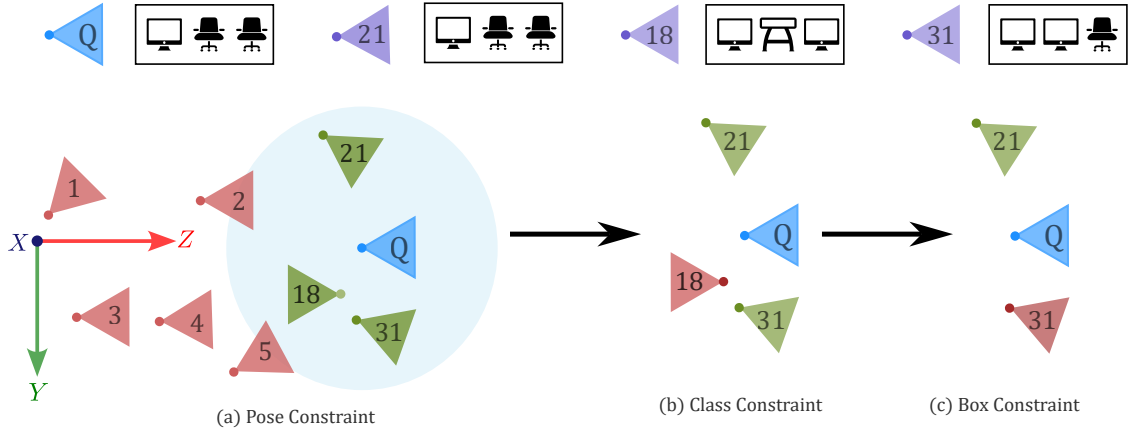 Q
21
18
31
21
21
21
1
2
X
Z
Q
Q
Q
18
18
3
4
31
31
31
5
Y
(a) Pose Constraint
(b) Class Constraint
(c) Box Constraint